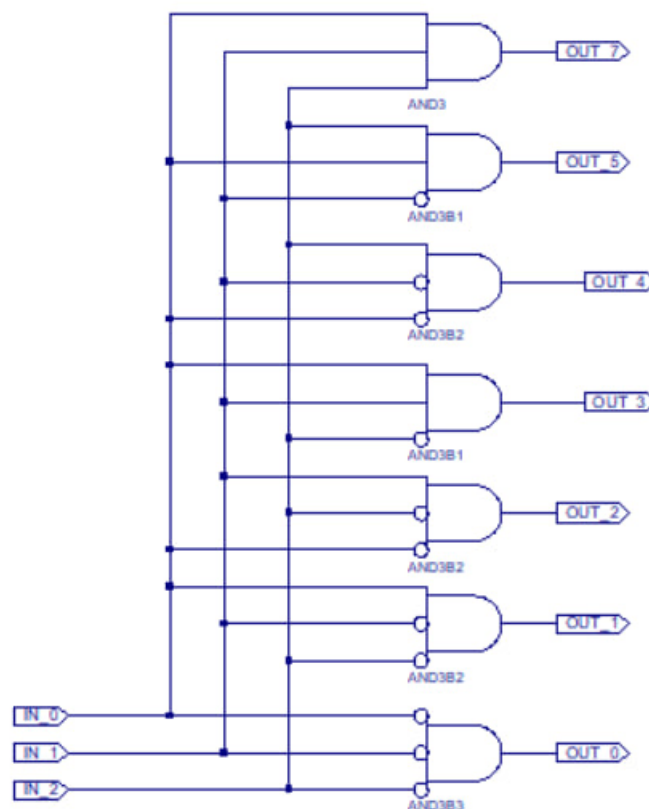 OUT_7
AND3
OUT_5
AND3B1
OUT_4
AND3B2
OUT_3
AND3B1
OUT_2
AND3B2
OUT_1
AND3B2
IN_0
IN_1
OUT_0
IN_2
AND3B3